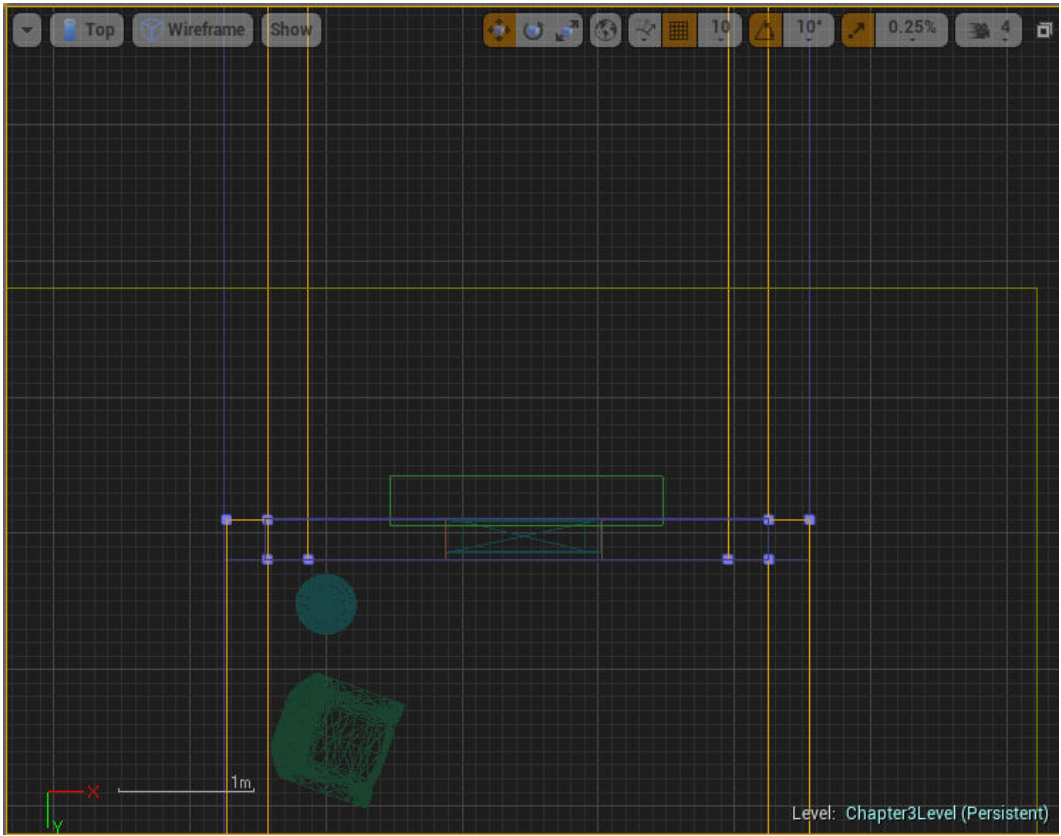 Top Wireframe Show 10 10° 0.25% 4
1m
X
Y
Level: Chapter3Level (Persistent)